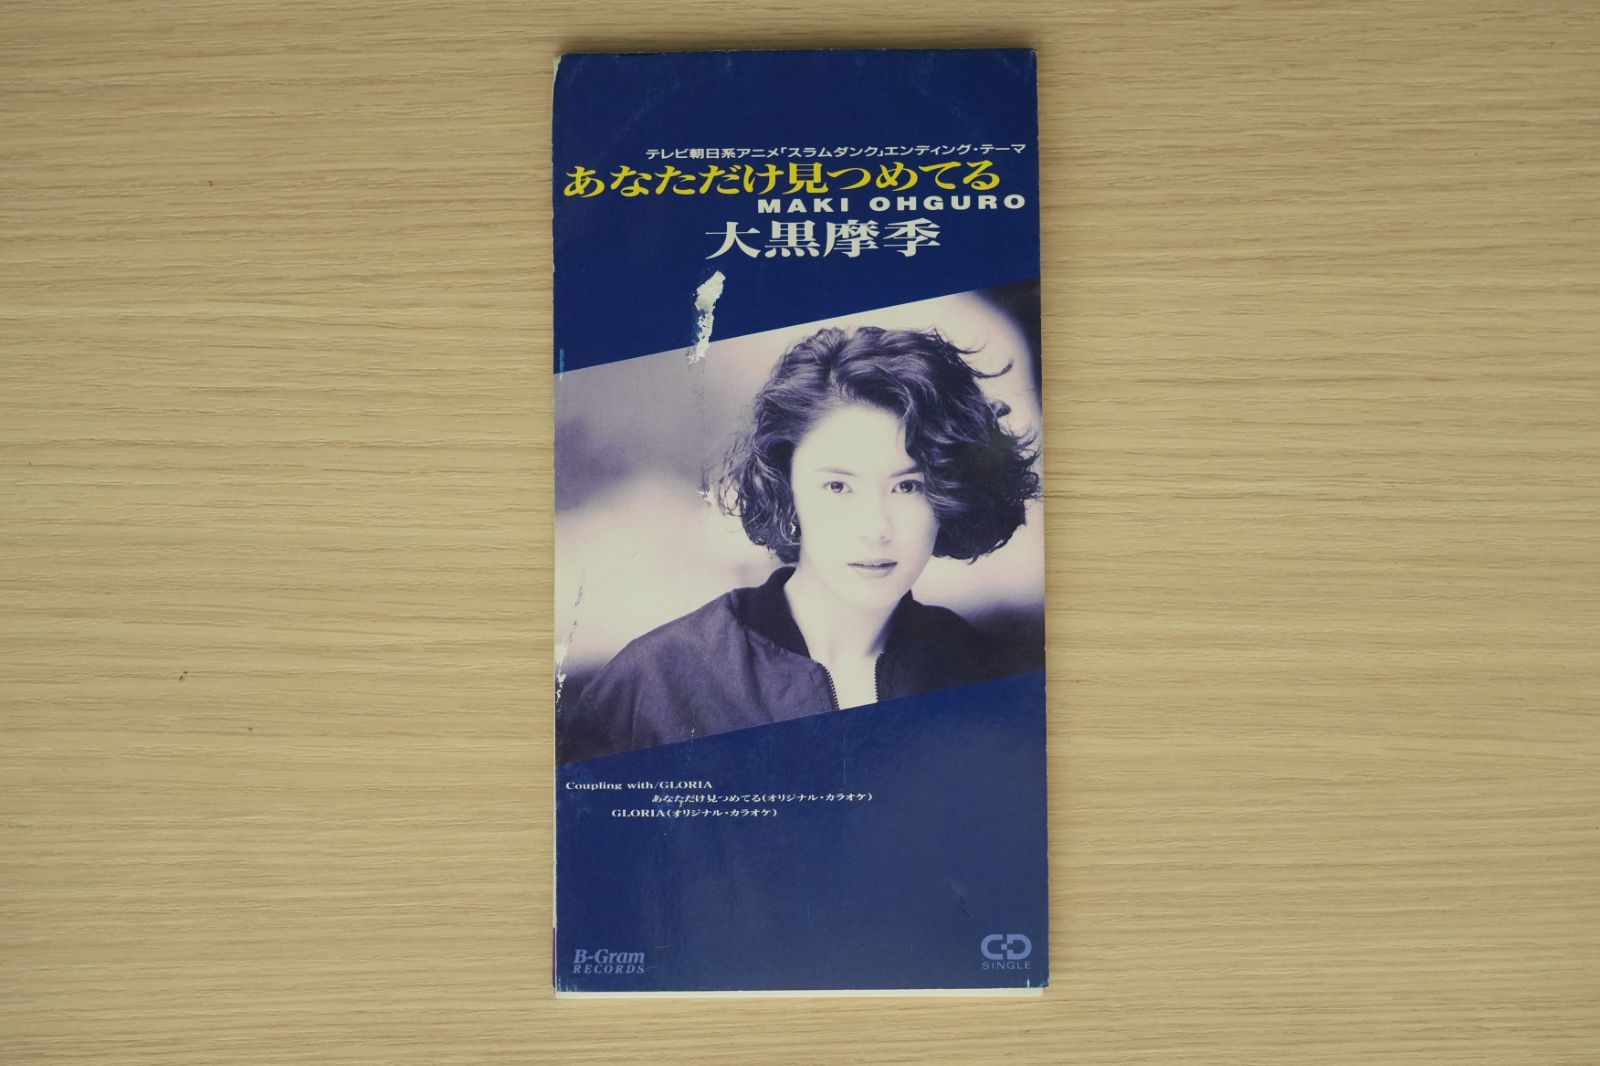 テレビ朝日系アニメ「スラムダンク」エンディング・テーマ
あなただけ見つめてる
MAKI OHGURO
大黒摩季
Coupling with/GLORIA
あなただけ見つめてる(オリジナル・カラオケ)
GLORIA(オリジナル・カラオケ)
B-Gram
RECORDS
CD
SINGLE